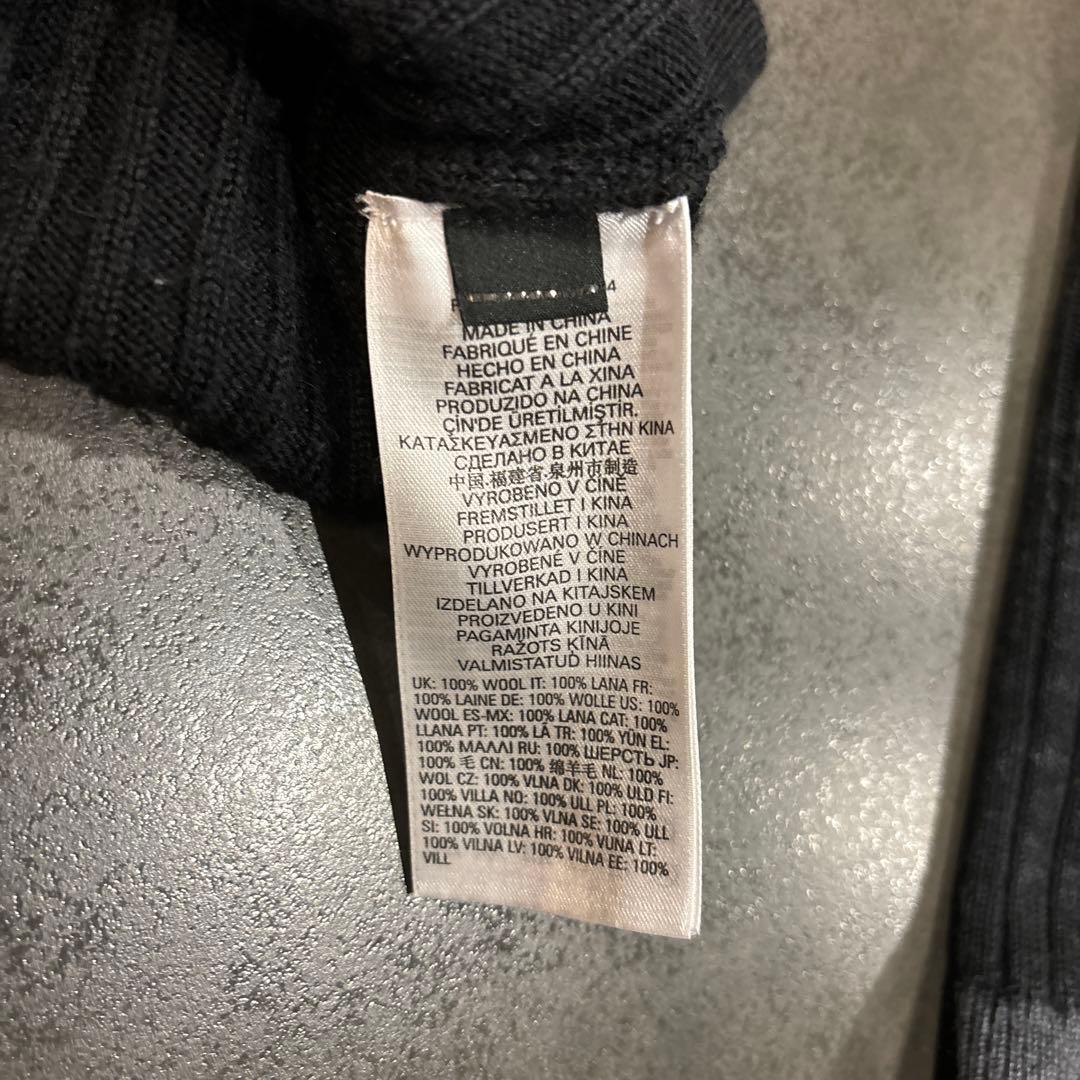 MADE IN CHINA
FABRIQUÉ EN CHINE
HECHO EN CHINA
FABRICAT A LA XINA
PRODUZIDO NA CHINA
ÇİN'DE ÜRETİLMİŞTİR.
ΚΑΤΑΣΚΕΥΑΣΜΕΝΟ ΣΤΗΝ ΚΙΝΑ
СДЕЛАНО В КИТАЕ
中国.福建省.泉州市制造
VYROBENO V ČÍNĚ
FREMSTILLET I KINA
PRODUSERT I KINA
WYPRODUKOWANO W CHINACH
VYROBENÉ V ČÍNE
TILLVERKAD I KINA
IZDELANO NA KITAJSKEM
PROIZVEDENO U KINI
PAGAMINTA KINIJOJE
RAŽOTS ĶĪNĀ
VALMISTATUD HIINAS
UK: 100% WOOL IT: 100% LANA FR:
100% LAINE DE: 100% WOLLE US: 100%
WOOL ES-MX: 100% LANA CAT: 100%
LLANA PT: 100% LÃ TR: 100% YÜN EL:
100% ΜΑΛΛΙ RU: 100% ШЕРСТЬ JP:
100% 毛 CN: 100% 绵羊毛 NL: 100%
WOL CZ: 100% VLNA DK: 100% ULD FI:
100% VILLA NO: 100% ULL PL: 100%
WEŁNA SK: 100% VLNA SE: 100% ULL
SI: 100% VOLNA HR: 100% VUNA LT:
100% VILNA LV: 100% VILNA EE: 100%
VILL